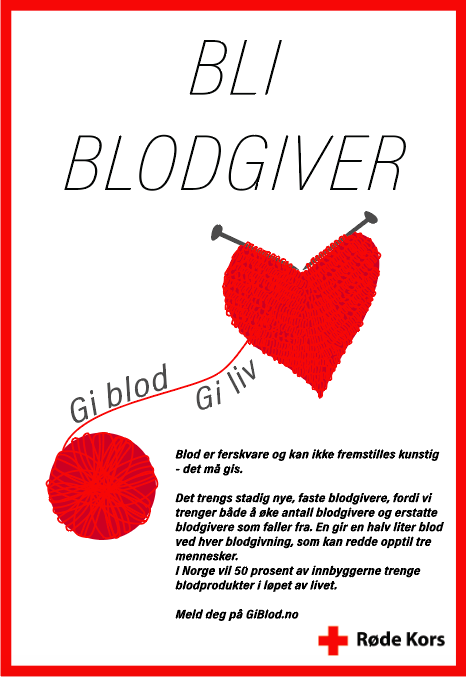 BLI
BLODGIVER
Gi blod
Gi liv
Blod er ferskvare og kan ikke fremstilles kunstig
- det må gis.
Det trengs stadig nye, faste blodgivere, fordi vi
trenger både å øke antall blodgivere og erstatte
blodgivere som faller fra. En gir en halv liter blod
ved hver blodgivning, som kan redde opptil tre
mennesker.
I Norge vil 50 prosent av innbyggerne trenge
blodprodukter i løpet av livet.
Meld deg på GiBlod.no
Røde Kors